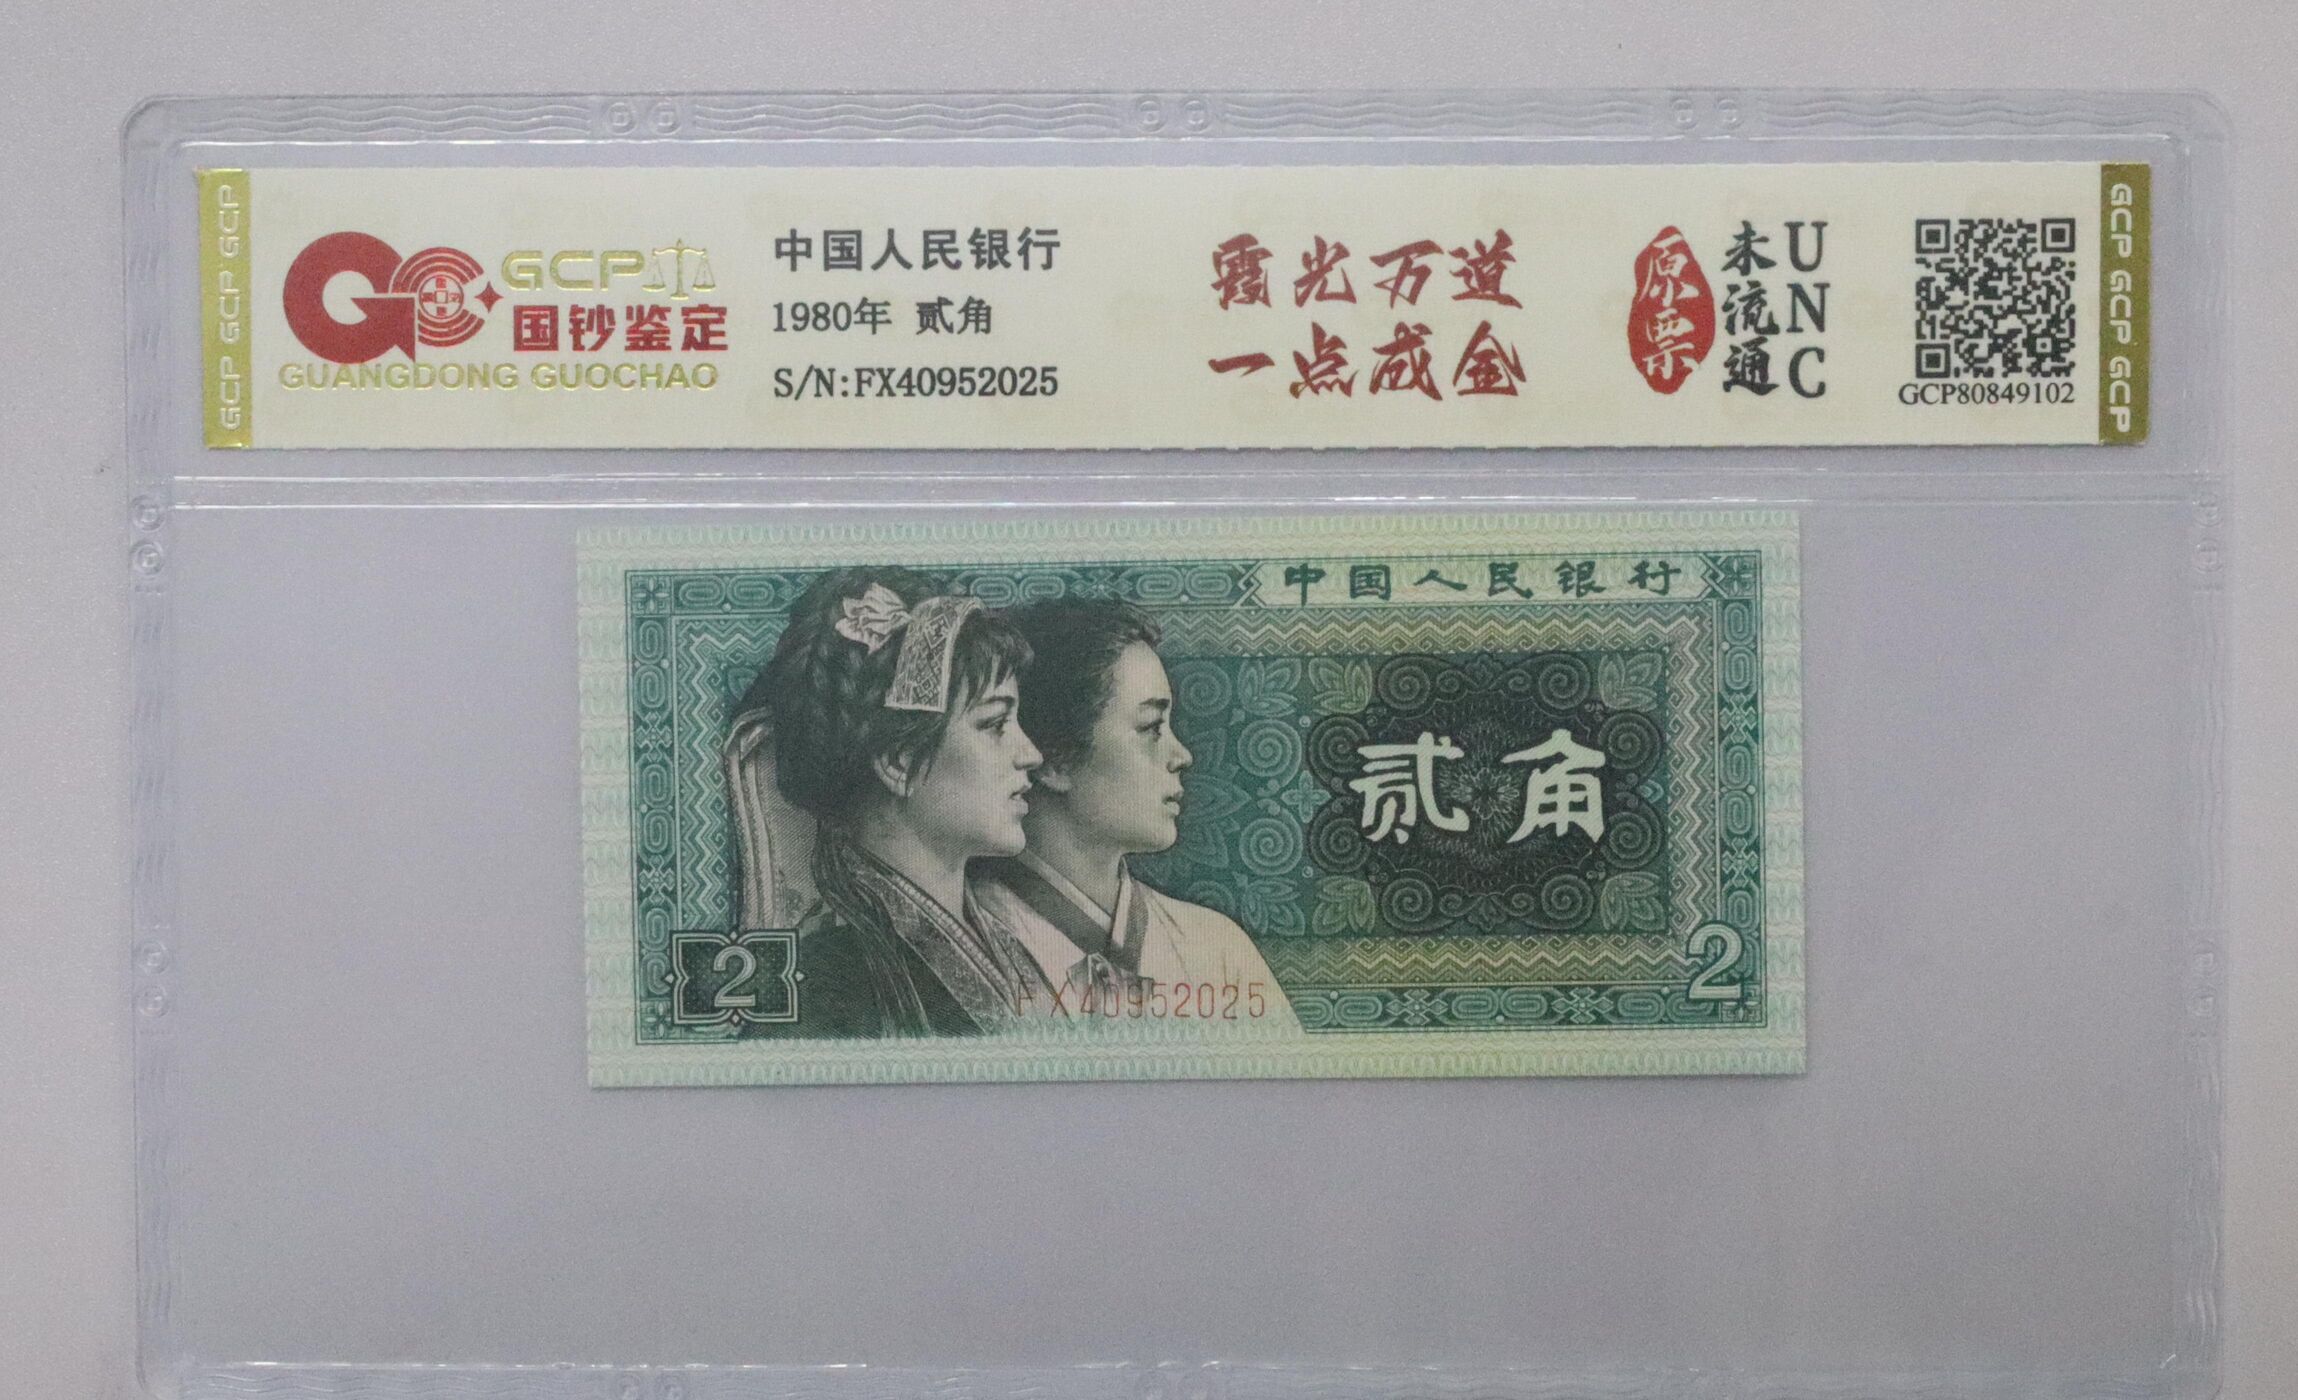 GCP GCP GCP
GCP
国钞鉴定
GUANGDONG GUOCHAO
中国人民银行
1980年 贰角
S/N:FX40952025
霞光万道
一点成金
原票
未流通
UNC
GCP80849102
GCP GCP GCP
中国人民银行
贰角
2
FX40952025
2